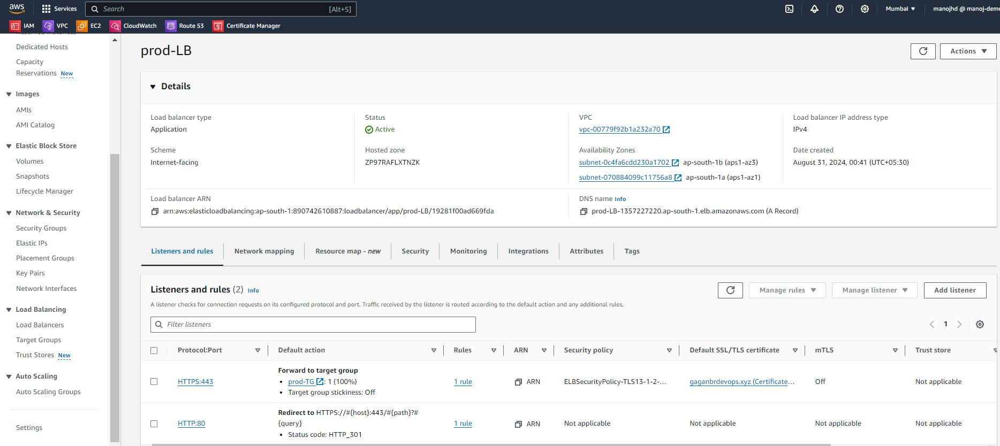 aws
Services
Search
[Alt+S]
Mumbai
manojhd @ manoj-demo
IAM
VPC
EC2
CloudWatch
Route 53
Certificate Manager
Reserved Instances
Dedicated Hosts
Capacity
Reservations New
Images
AMIs
AMI Catalog
Elastic Block Store
Volumes
Snapshots
Lifecycle Manager
Network & Security
Security Groups
Elastic IPs
Placement Groups
Key Pairs
Network Interfaces
Load Balancing
Load Balancers
Target Groups
Trust Stores New
Auto Scaling
Auto Scaling Groups
Settings
prod-LB
Actions
Details
Load balancer type
Application
Status
Active
VPC
vpc-00779f92b1a232a70
Load balancer IP address type
IPv4
Scheme
Internet-facing
Hosted zone
ZP97RAFLXTNZK
Availability Zones
subnet-0c4fa6cdd230a1702 ap-south-1b (aps1-az3)
subnet-070884099c11756a8 ap-south-1a (aps1-az1)
Date created
August 31, 2024, 00:41 (UTC+05:30)
Load balancer ARN
arn:aws:elasticloadbalancing:ap-south-1:890742610887:loadbalancer/app/prod-LB/19281f00ad669fda
DNS name Info
prod-LB-1357227220.ap-south-1.elb.amazonaws.com (A Record)
Listeners and rules
Network mapping
Resource map - new
Security
Monitoring
Integrations
Attributes
Tags
Listeners and rules (2) Info
Manage rules
Manage listener
Add listener
A listener checks for connection requests on its configured protocol and port. Traffic received by the listener is routed according to the default action and any additional rules.
Filter listeners
1
Protocol:Port
Default action
Rules
ARN
Security policy
Default SSL/TLS certificate
mTLS
Trust store
HTTPS:443
Forward to target group
• prod-TG : 1 (100%)
• Target group stickiness: Off
1 rule
ARN
ELBSecurityPolicy-TLS13-1-2-...
gaganbrdevops.xyz (Certificate...
Off
Not applicable
HTTP:80
Redirect to HTTPS://#{host}:443/#{path}?#
{query}
• Status code: HTTP_301
1 rule
ARN
Not applicable
Not applicable
Not applicable
Not applicable